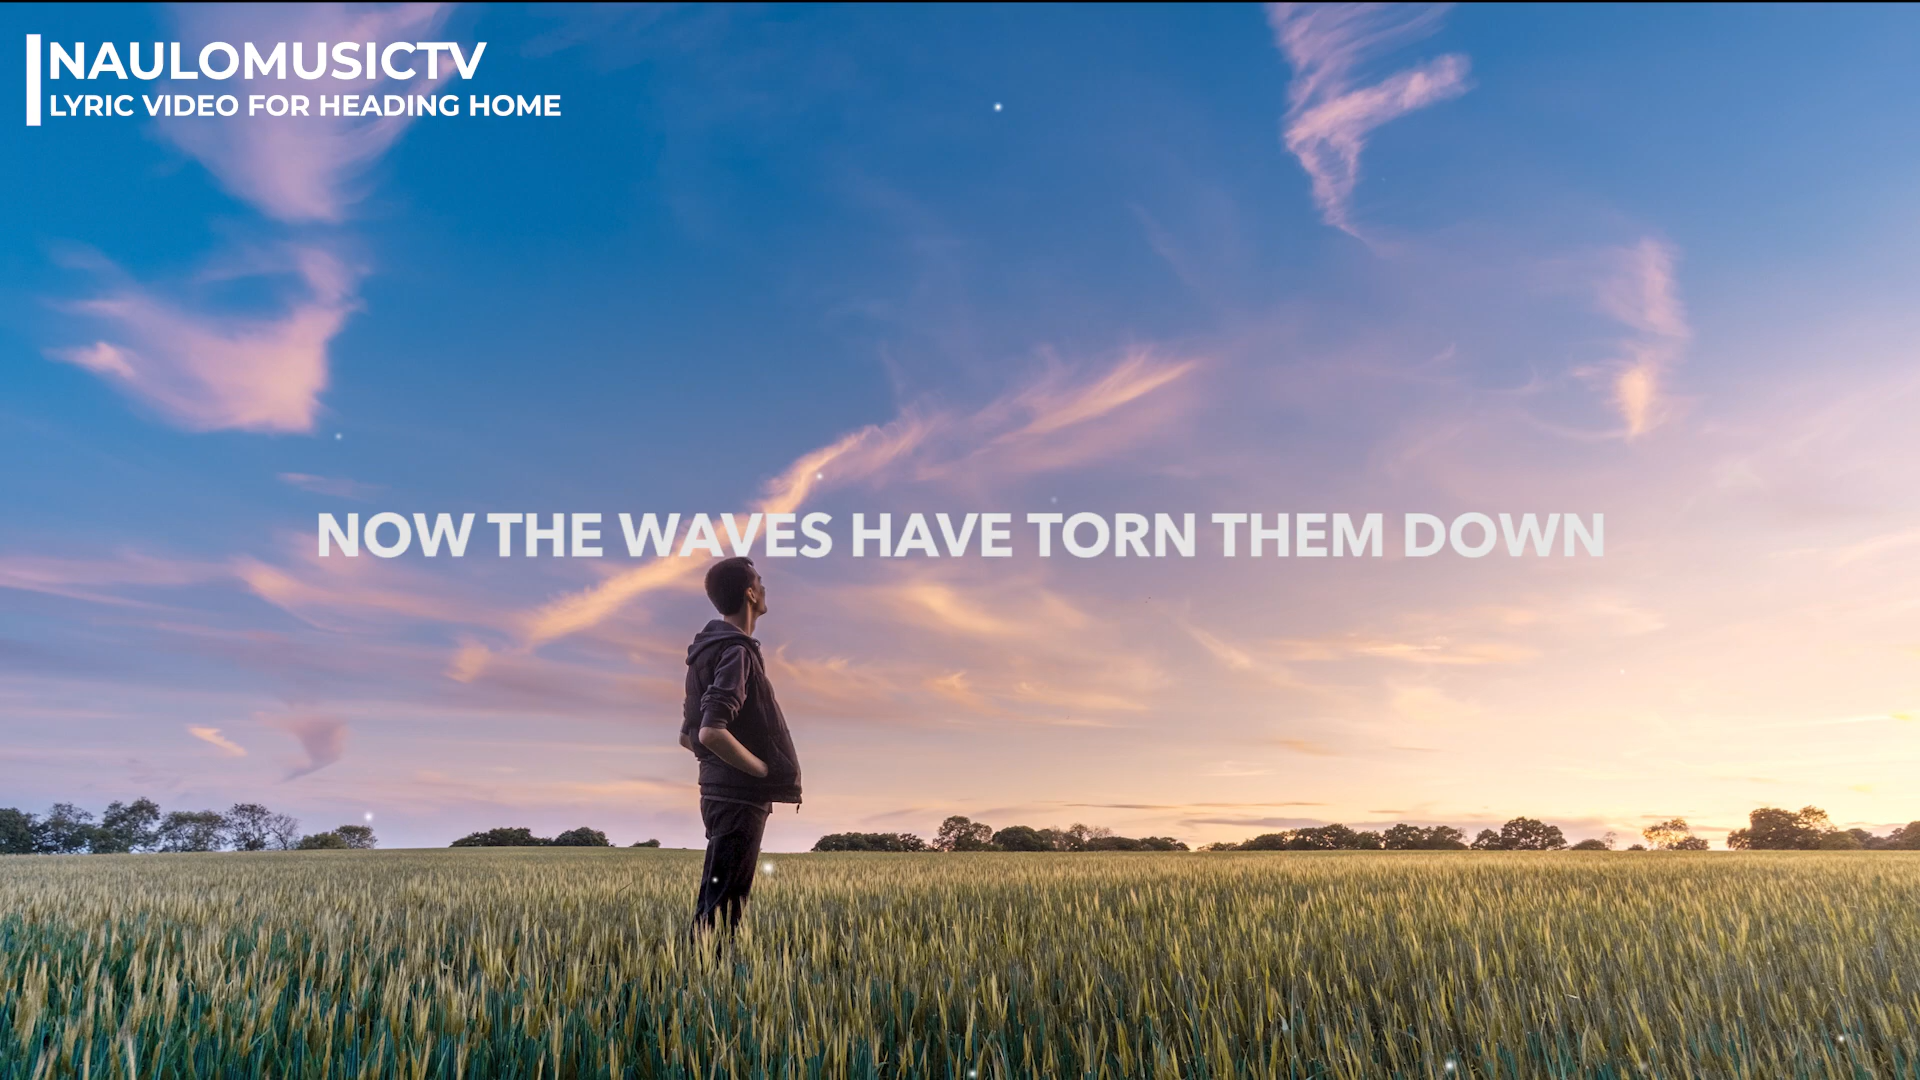 NAULOMUSICTV
LYRIC VIDEO FOR HEADING HOME
NOW THE WAVES HAVE TORN THEM DOWN